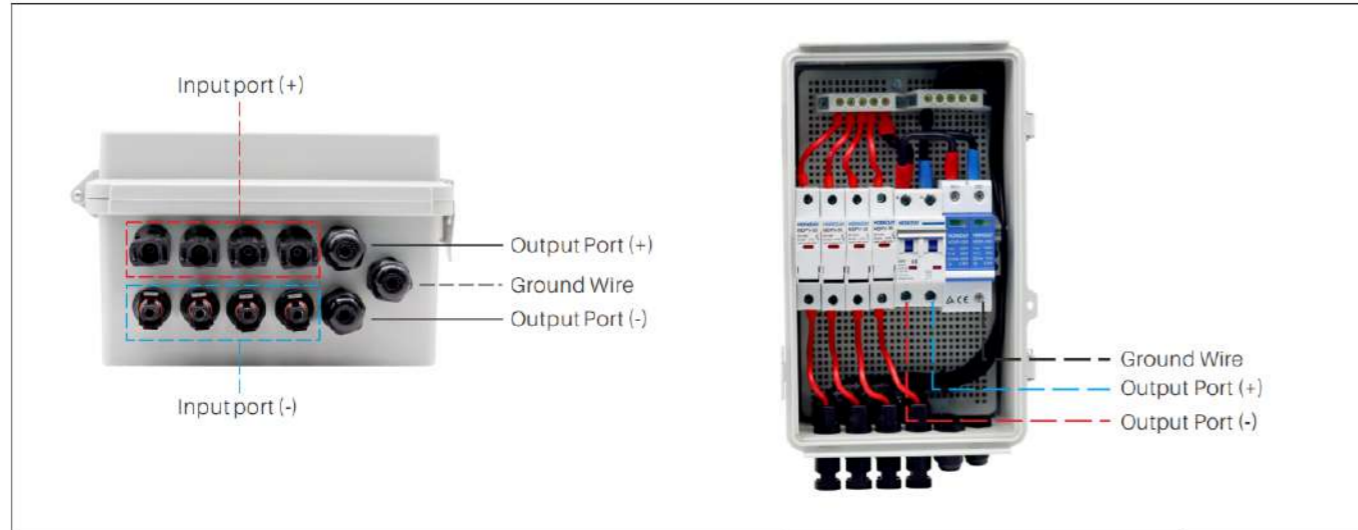 Input port (+)
Output Port (+)
Ground Wire
Output Port (-)
Input port (-)
Ground Wire
Output Port (+)
Output Port (-)